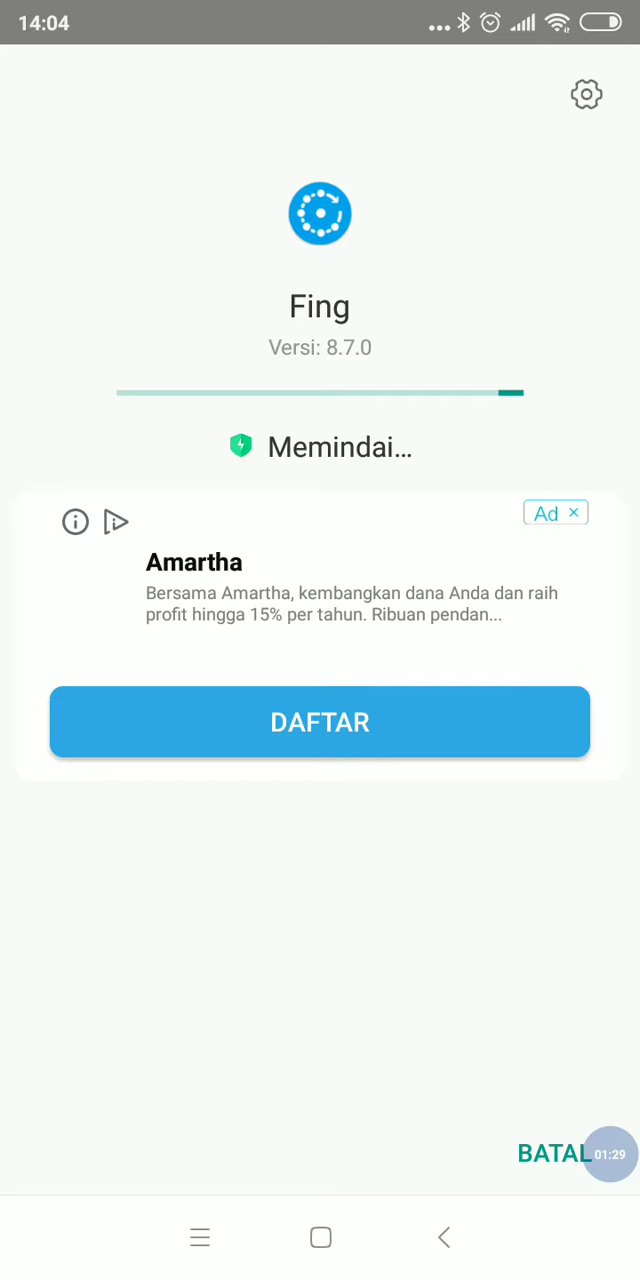 14:04
Fing
Versi: 8.7.0
Memindai...
Ad
Amartha
Bersama Amartha, kembangkan dana Anda dan raih
profit hingga 15% per tahun. Ribuan pendan...
DAFTAR
BATAL
01:29